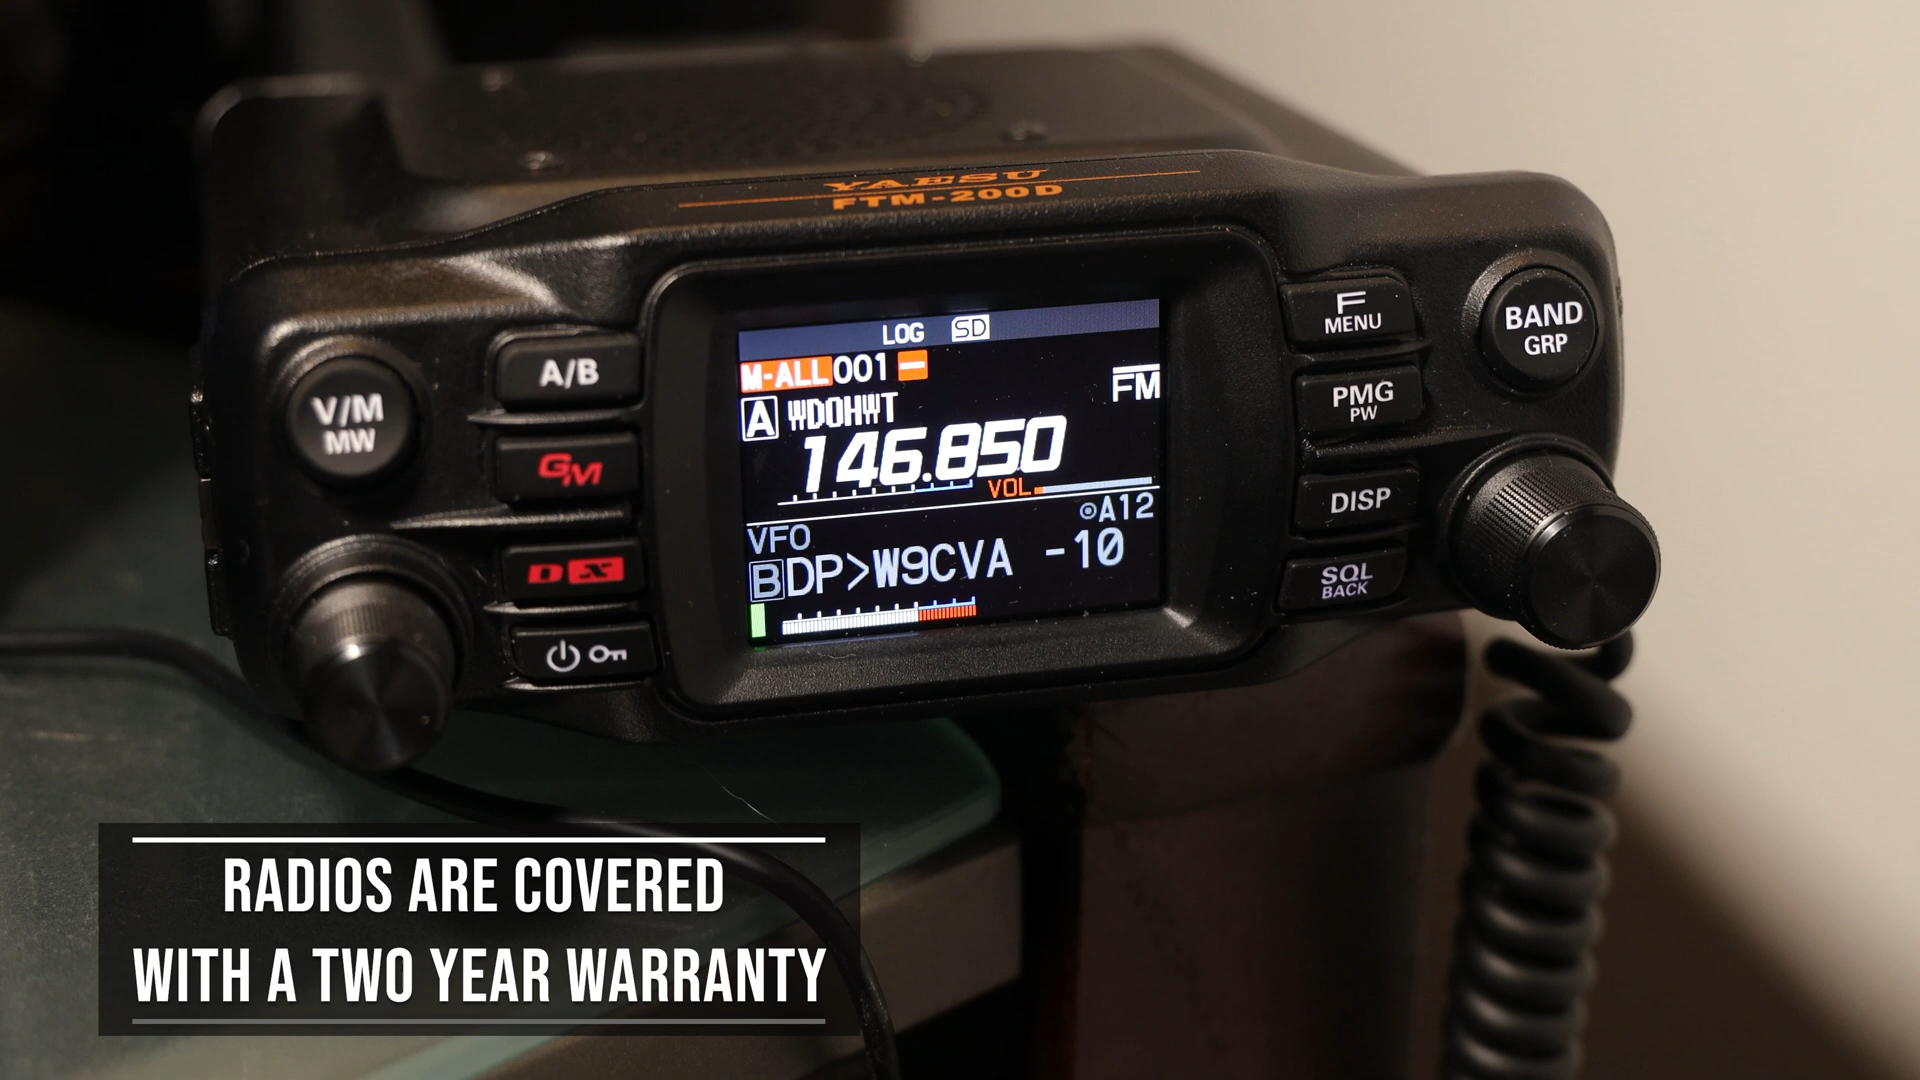 YAESU
FTM-200D
V/M
MW
A/B
GM
DX
LOG SD
M-ALL 001 -
FM
A WD0HWT
146.850
VOL
VFO A12
B DP>W9CVA -10
F
MENU
PMG
PW
DISP
SQL
BACK
BAND
GRP
RADIOS ARE COVERED
WITH A TWO YEAR WARRANTY